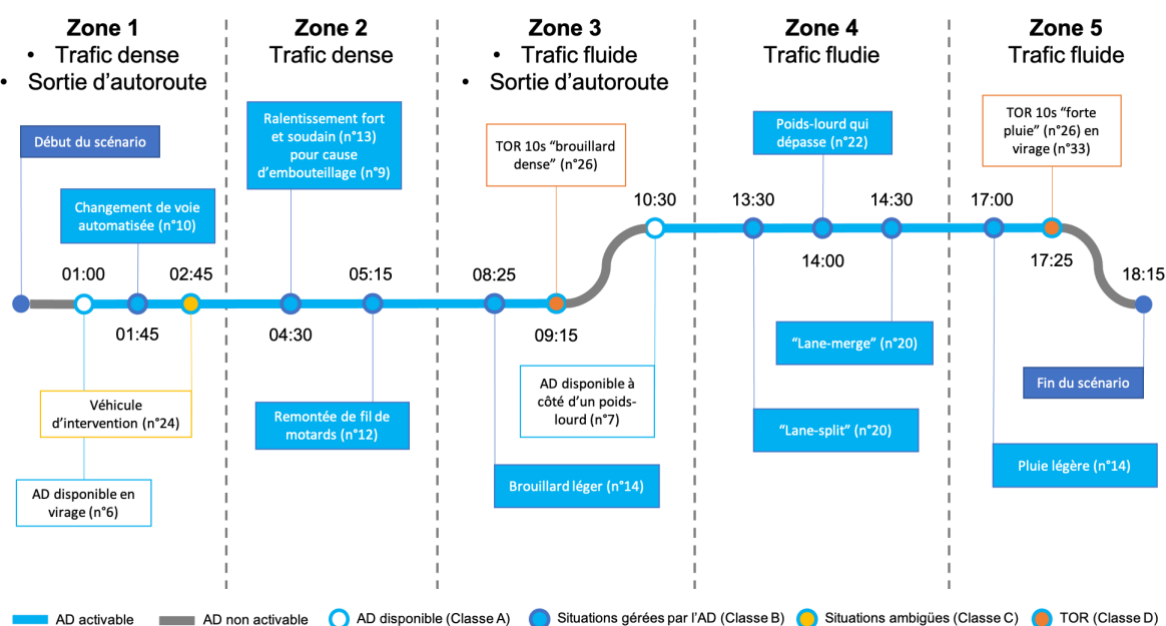 Zone 1
• Trafic dense
• Sortie d’autoroute
Zone 2
Trafic dense
Zone 3
• Trafic fluide
• Sortie d’autoroute
Zone 4
Trafic fludie
Zone 5
Trafic fluide
Début du scénario
Changement de voie
automatisée (n°10)
Ralentissement fort
et soudain (n°13)
pour cause
d’embouteillage (n°9)
TOR 10s “brouillard
dense” (n°26)
Poids-lourd qui
dépasse (n°22)
TOR 10s “forte
pluie” (n°26) en
virage (n°33)
01:00
01:45
02:45
04:30
05:15
08:25
09:15
10:30
13:30
14:00
14:30
17:00
17:25
18:15
Véhicule
d’intervention (n°24)
AD disponible en
virage (n°6)
Remontée de fil de
motards (n°12)
AD disponible à
côté d’un poids-
lourd (n°7)
Brouillard léger (n°14)
“Lane-merge” (n°20)
“Lane-split” (n°20)
Fin du scénario
Pluie légère (n°14)
AD activable
AD non activable
AD disponible (Classe A)
Situations gérées par l’AD (Classe B)
Situations ambigües (Classe C)
TOR (Classe D)